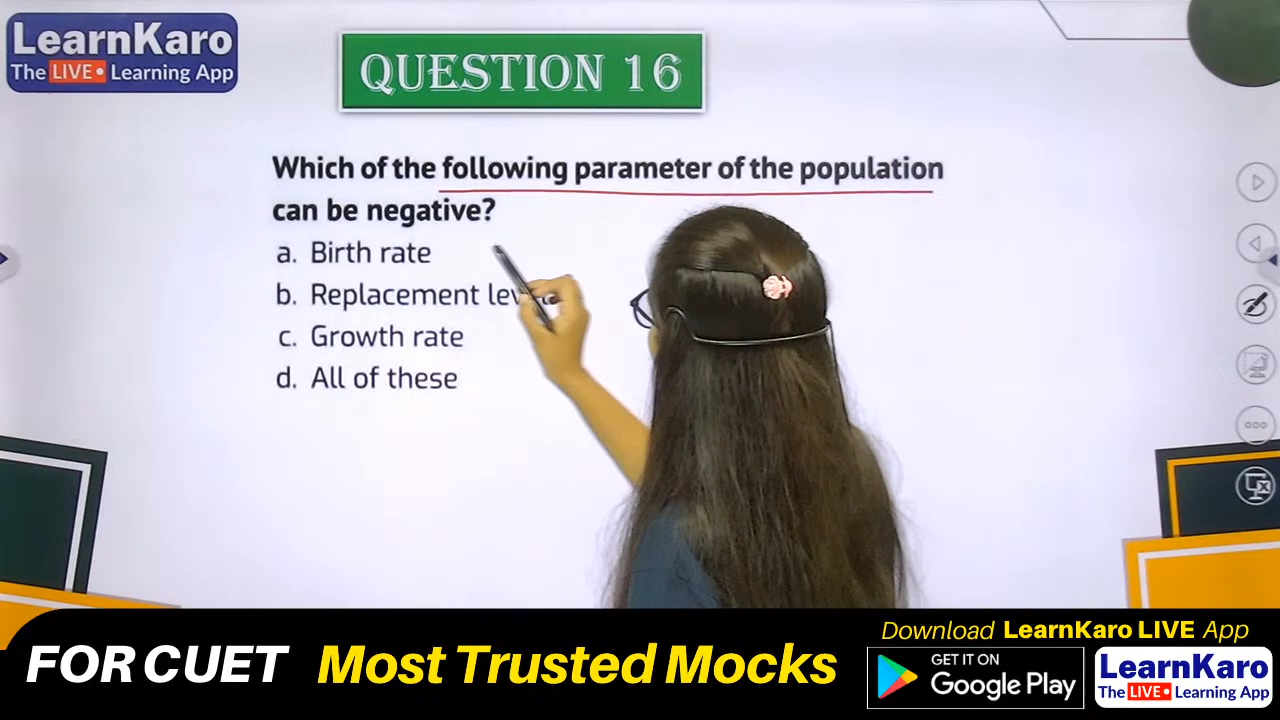 LearnKaro
The LIVE Learning App
QUESTION 16
Which of the following parameter of the population
can be negative?
a. Birth rate
b. Replacement
c. Growth rate
d. All of these
FOR CUET Most Trusted Mocks
Download LearnKaro LIVE App
GET IT ON
Google Play
LearnKaro
The LIVE Learning App